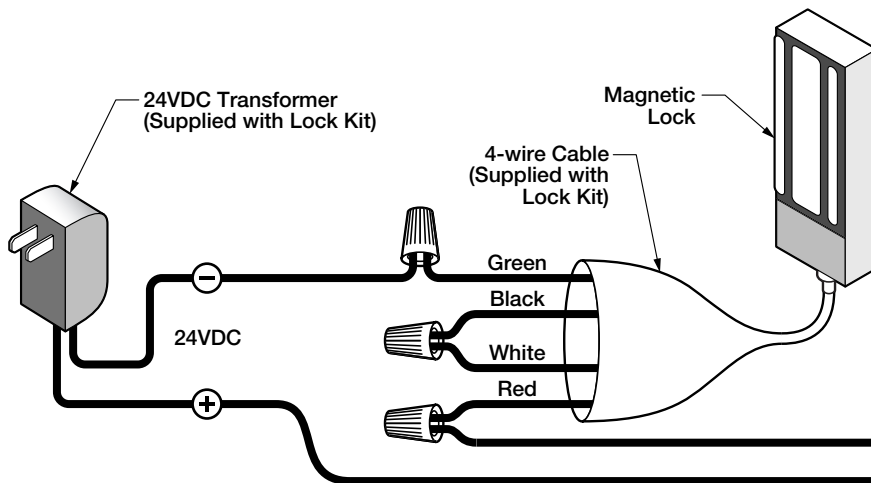 24VDC Transformer
(Supplied with Lock Kit)
Magnetic
Lock
4-wire Cable
(Supplied with
Lock Kit)
Green
−
Black
24VDC
White
Red
+